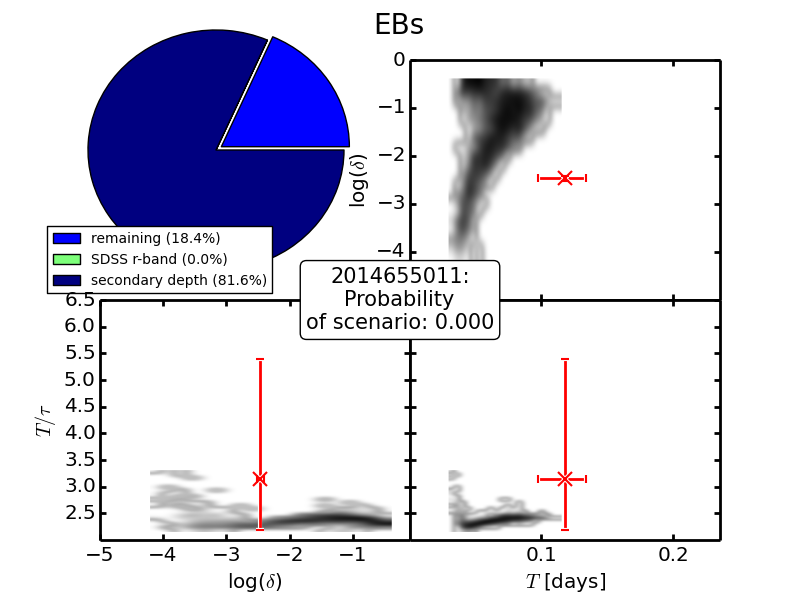 EBs
0
−1
−2
−3
−4
log(δ)
remaining (18.4%)
SDSS r-band (0.0%)
secondary depth (81.6%)
2014655011:
Probability
of scenario: 0.000
6.5
6.0
5.5
5.0
4.5
4.0
3.5
3.0
2.5
T/τ
−5
−4
−3
−2
−1
log(δ)
0.1
0.2
T [days]